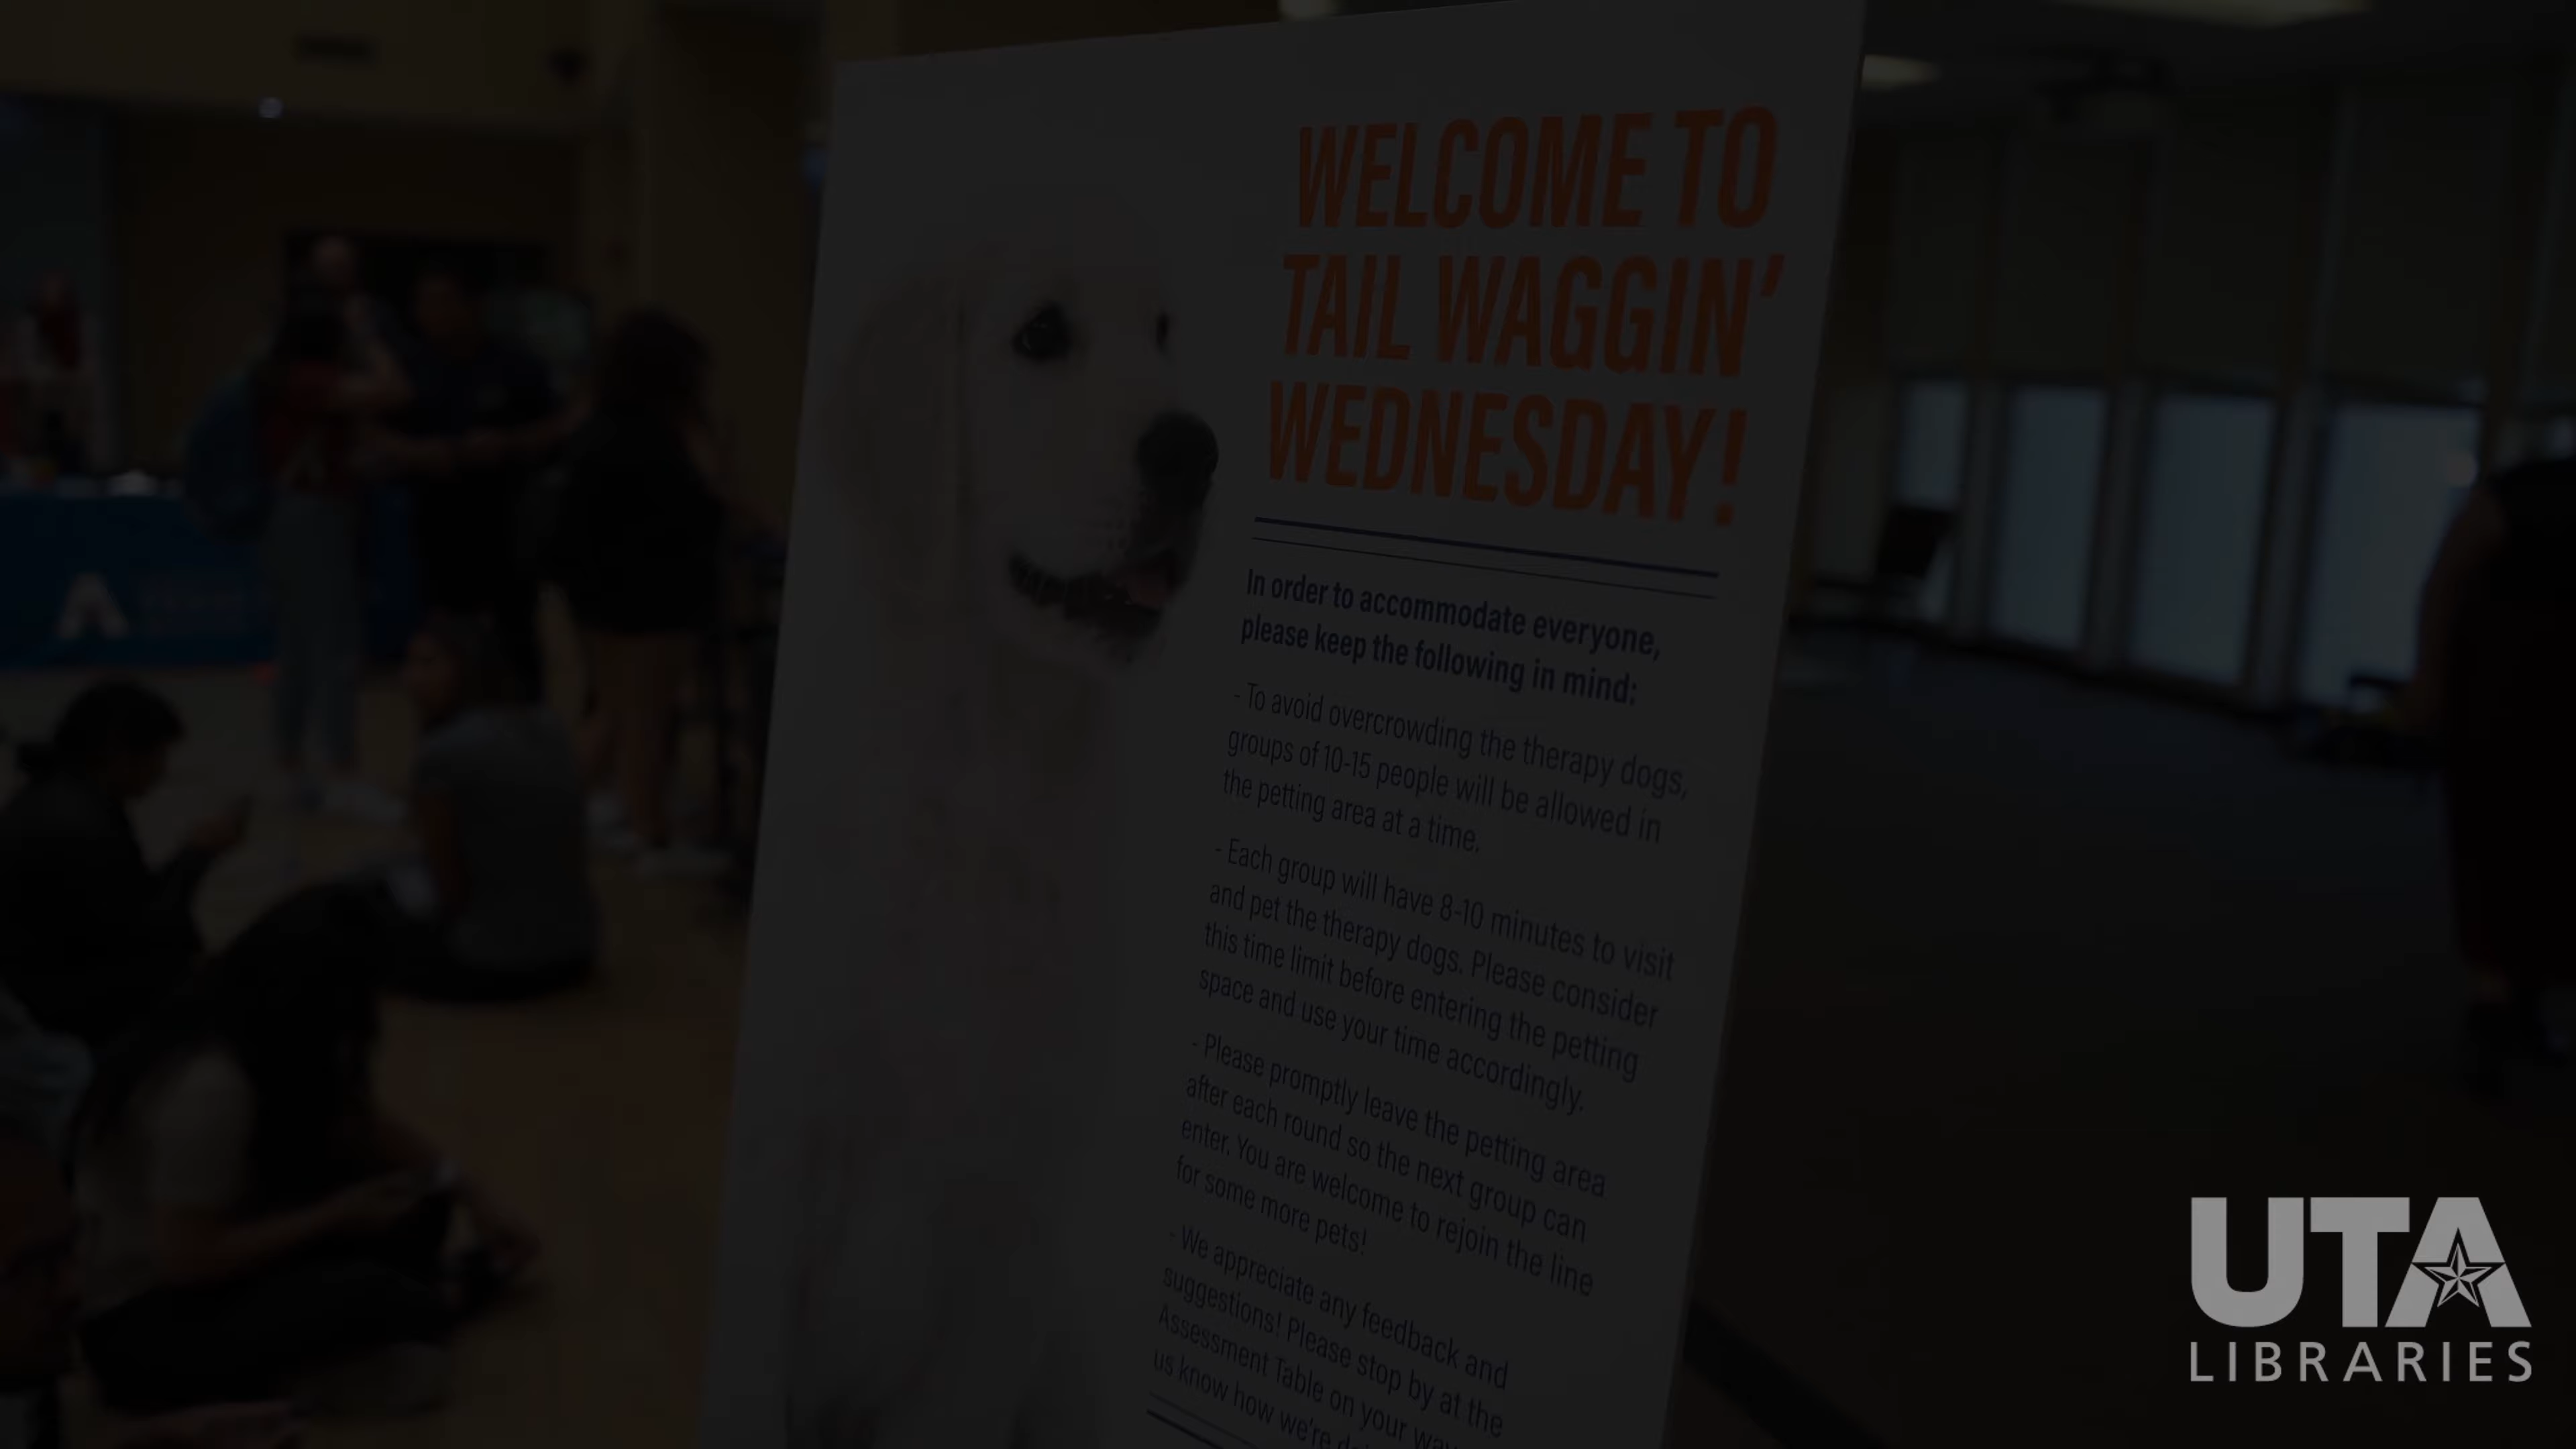 WELCOME TO
TAIL WAGGIN'
WEDNESDAY!
In order to accommodate everyone,
please keep the following in mind:
- To avoid overcrowding the therapy dogs,
groups of 10-15 people will be allowed in
the petting area at a time.
- Each group will have 8-10 minutes to visit
and pet the therapy dogs. Please consider
this time limit before entering the petting
space and use your time accordingly.
- Please promptly leave the petting area
after each round so the next group can
enter. You are welcome to rejoin the line
for some more pets!
- We appreciate any feedback and
suggestions! Please stop by at the
Assessment Table on your
us know how we're
UTA
LIBRARIES